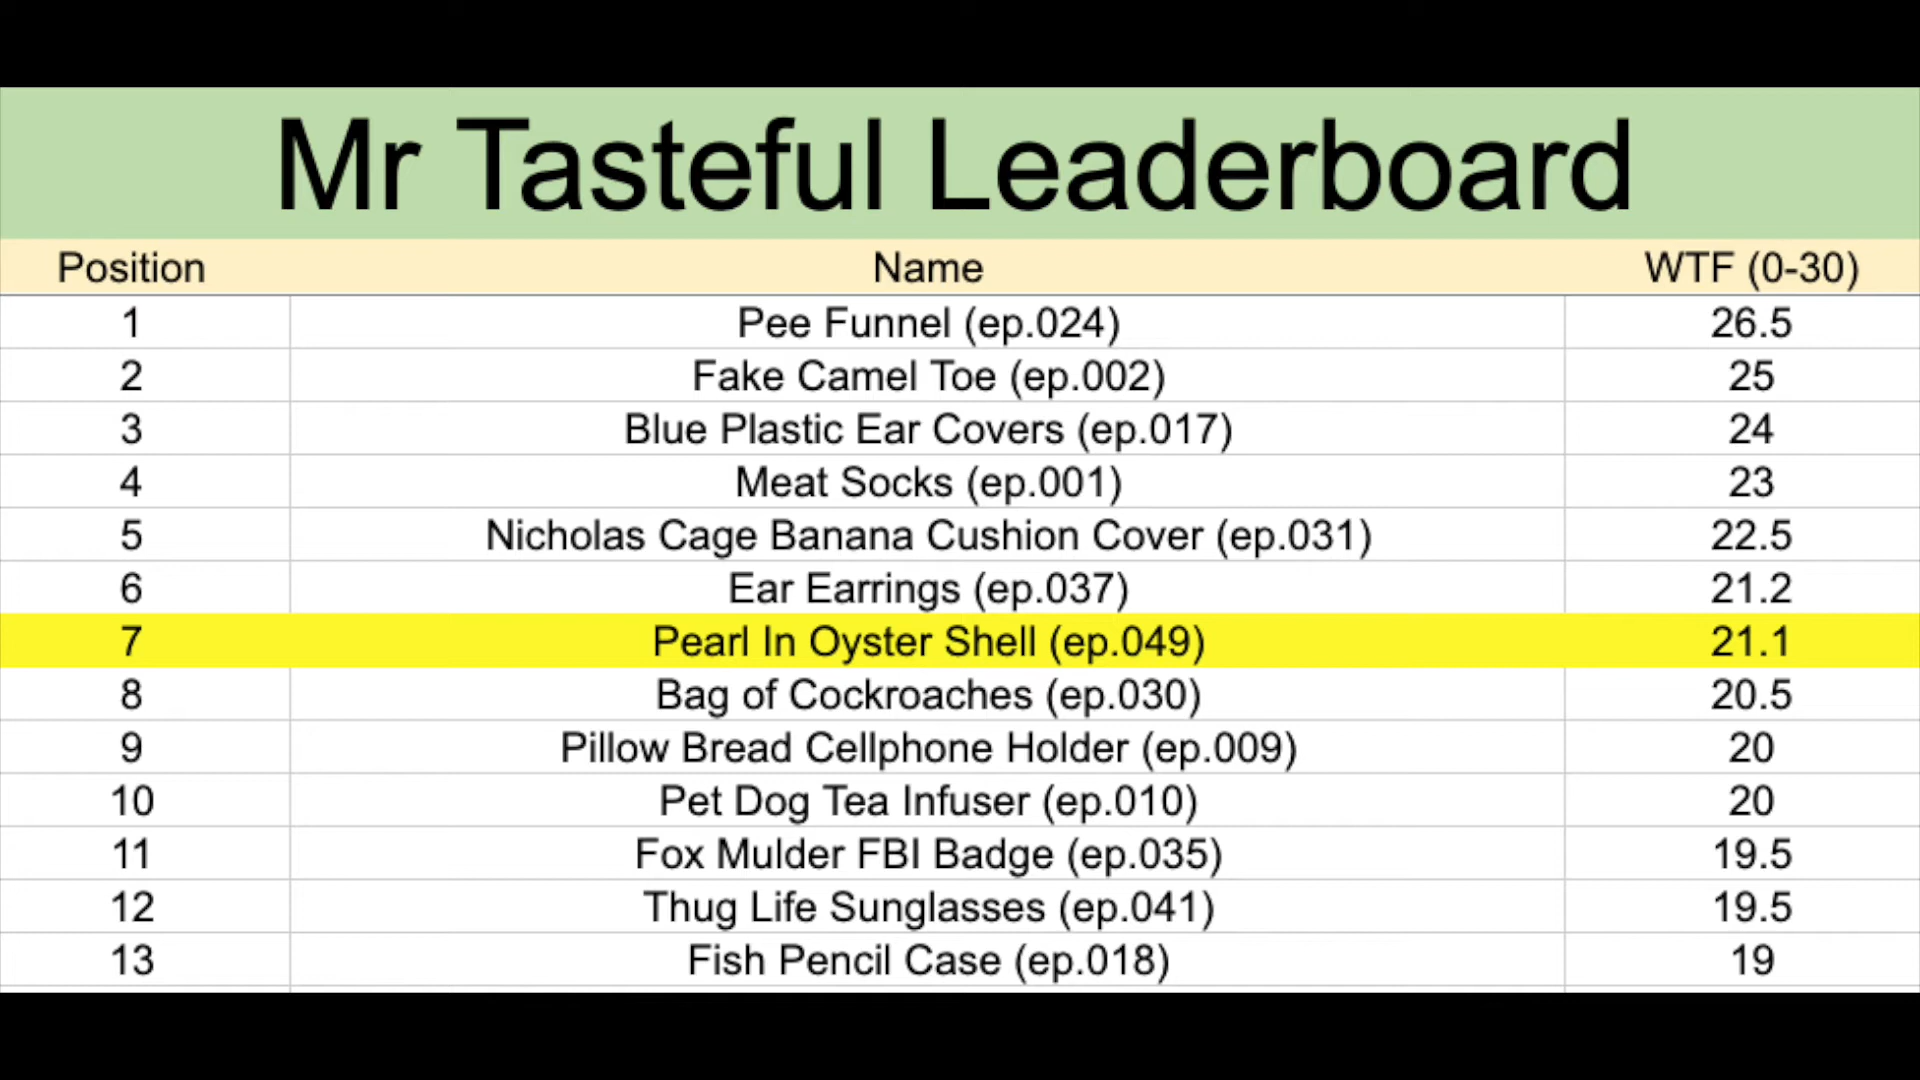 Mr Tasteful Leaderboard
Position Name WTF (0-30)
1 Pee Funnel (ep.024) 26.5
2 Fake Camel Toe (ep.002) 25
3 Blue Plastic Ear Covers (ep.017) 24
4 Meat Socks (ep.001) 23
5 Nicholas Cage Banana Cushion Cover (ep.031) 22.5
6 Ear Earrings (ep.037) 21.2
7 Pearl In Oyster Shell (ep.049) 21.1
8 Bag of Cockroaches (ep.030) 20.5
9 Pillow Bread Cellphone Holder (ep.009) 20
10 Pet Dog Tea Infuser (ep.010) 20
11 Fox Mulder FBI Badge (ep.035) 19.5
12 Thug Life Sunglasses (ep.041) 19.5
13 Fish Pencil Case (ep.018) 19